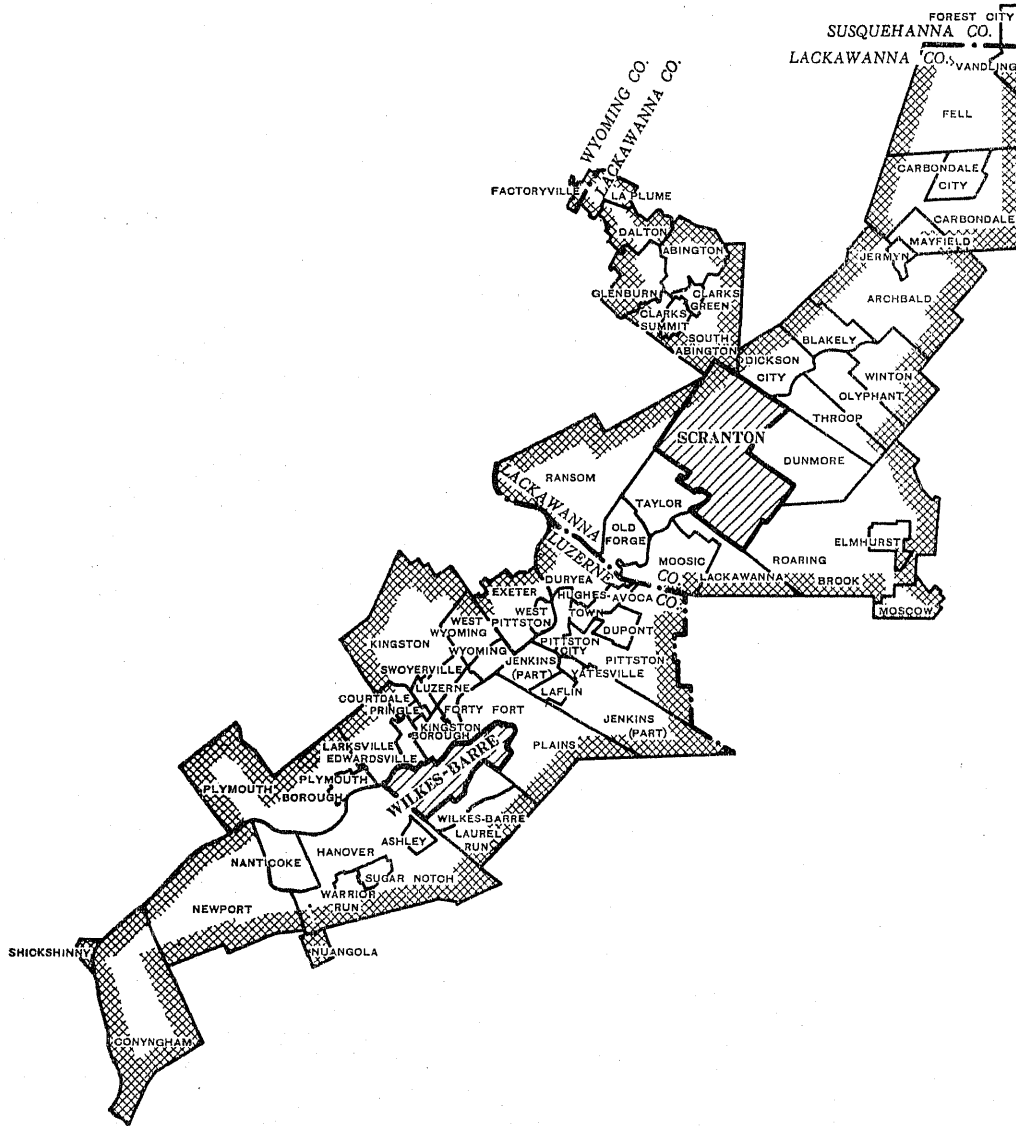 FOREST CITY
SUSQUEHANNA CO.
LACKAWANNA CO.
VANDLING
WYOMING CO.
LACKAWANNA CO.
FELL
CARBONDALE
CITY
FACTORYVILLE
LA PLUME
CARBONDALE
DALTON
MAYFIELD
ABINGTON
JERMYN
GLENBURN
CLARKS
GREEN
ARCHBALD
CLARKS
SUMMIT
SOUTH
ABINGTON
BLAKELY
DICKSON
CITY
WINTON
OLYPHANT
THROOP
SCRANTON
DUNMORE
RANSOM
LACKAWANNA
CO.
LUZERNE
CO.
TAYLOR
OLD
FORGE
ELMHURST
MOOSIC
ROARING
BROOK
LACKAWANNA
MOSCOW
DURYEA
EXETER
HUGHES-
TOWN
AVOCA
WEST
PITTSTON
WEST
WYOMING
DUPONT
KINGSTON
WYOMING
PITTSTON
CITY
JENKINS
(PART)
PITTSTON
YATESVILLE
SWOYERVILLE
LUZERNE
LAFLIN
COURTDALE
PRINGLE
FORTY FORT
KINGSTON
BOROUGH
JENKINS
(PART)
PLAINS
LARKSVILLE
EDWARDSVILLE
PLYMOUTH
BOROUGH
PLYMOUTH
WILKES-BARRE
WILKES-BARRE
LAUREL
RUN
ASHLEY
HANOVER
NANTICOKE
SUGAR NOTCH
WARRIOR
RUN
NEWPORT
SHICKSHINNY
NUANGOLA
CONYNGHAM